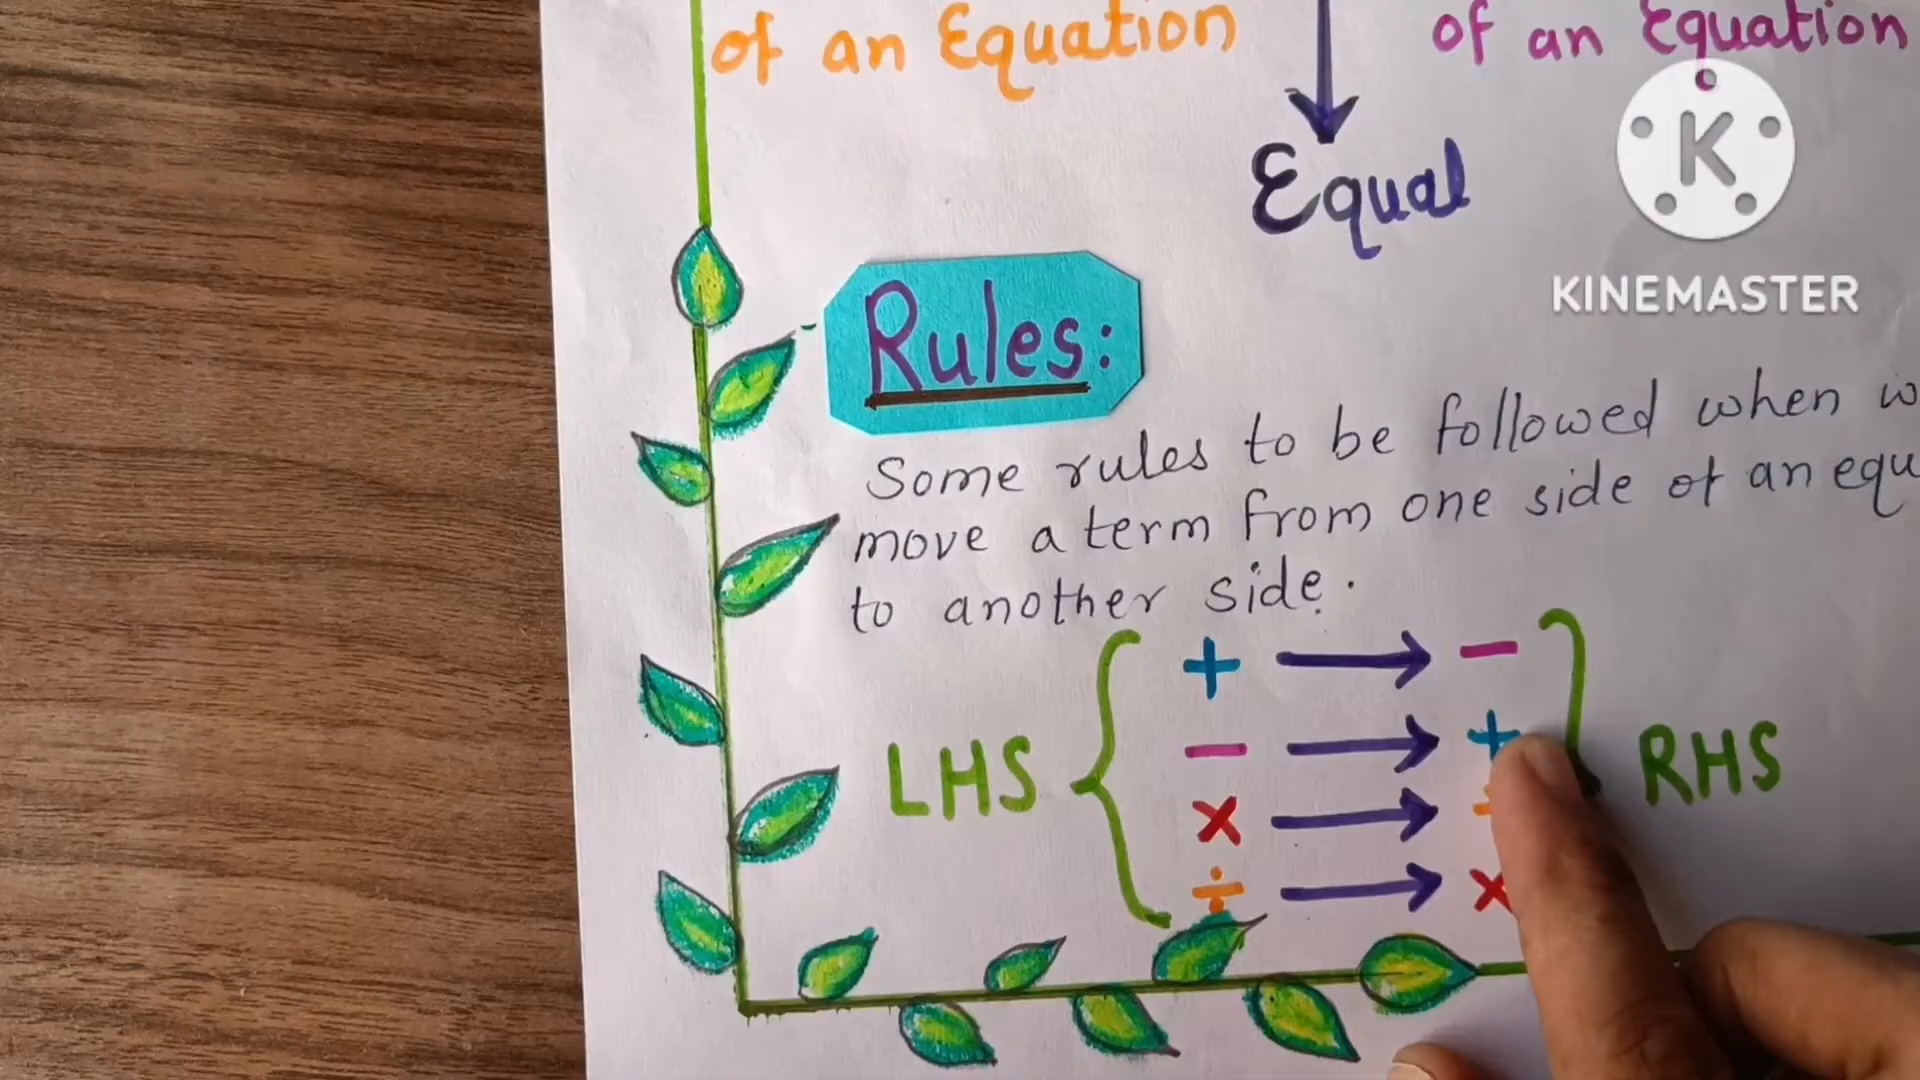 of an Equation of an Equation
K
KINEMASTER
Equal
Rules:
Some rules to be followed when
move a term from one side of an
to another side.
+ → -
- → +
LHS RHS
× → ÷
÷ → ×